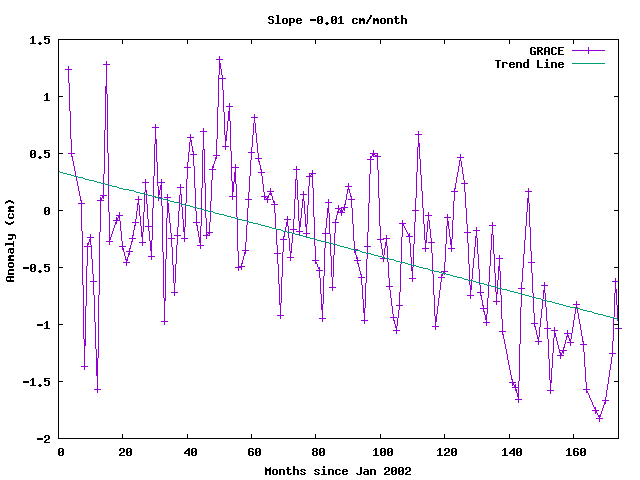 Slope -0.01 cm/month
GRACE
Trend Line
1.5
1
0.5
0
-0.5
-1
-1.5
-2
Anomaly (cm)
0 20 40 60 80 100 120 140 160
Months since Jan 2002